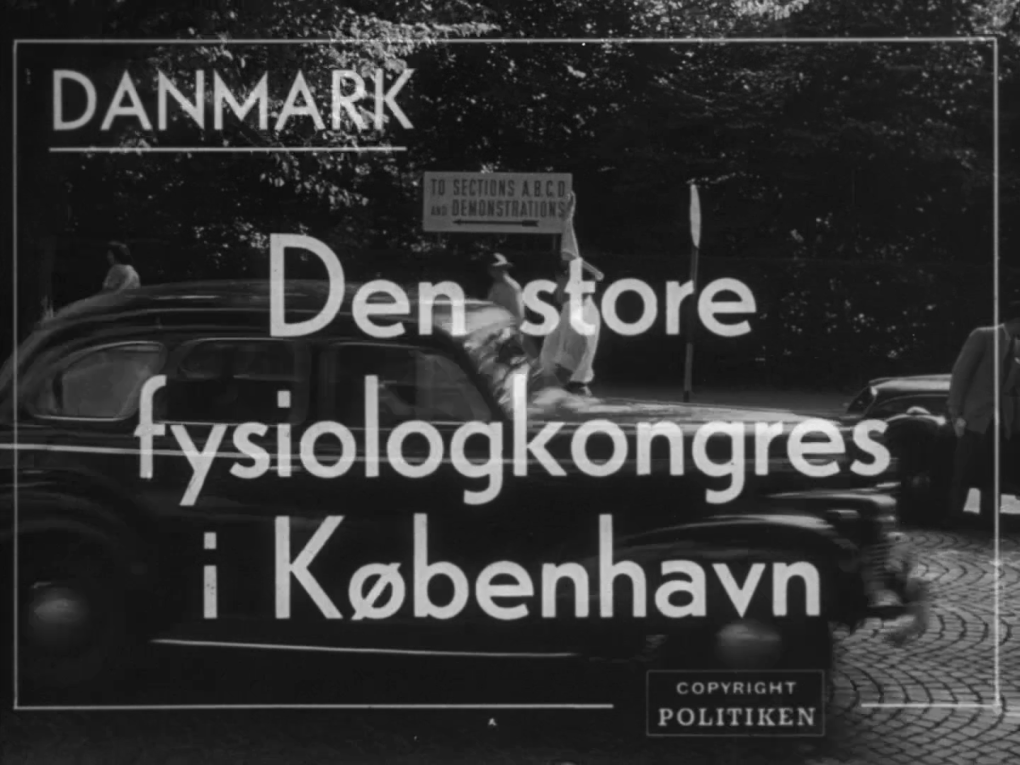 DANMARK
TO SECTIONS A.B.C.D.
AND DEMONSTRATIONS
Den store
fysiologkongres
i København
COPYRIGHT
POLITIKEN